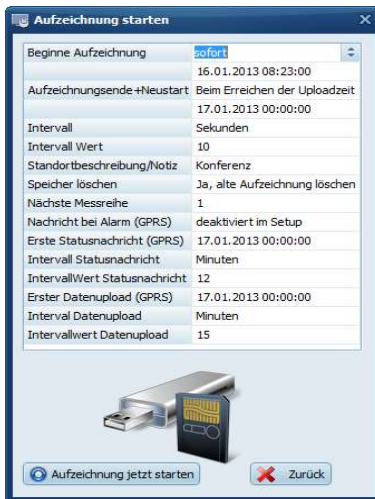 Aufzeichnung starten
Beginne Aufzeichnung sofort
16.01.2013 08:23:00
Aufzeichnungsende+Neustart Beim Erreichen der Uploadzeit
17.01.2013 00:00:00
Intervall Sekunden
Intervall Wert 10
Standortbeschreibung/Notiz Konferenz
Speicher löschen Ja, alte Aufzeichnung löschen
Nächste Messreihe 1
Nachricht bei Alarm (GPRS) deaktiviert im Setup
Erste Statusnachricht (GPRS) 17.01.2013 00:00:00
Intervall Statusnachricht Minuten
IntervallWert Statusnachricht 12
Erster Datenupload (GPRS) 17.01.2013 00:00:00
Interval Datenupload Minuten
Intervallwert Datenupload 15
Aufzeichnung jetzt starten Zurück